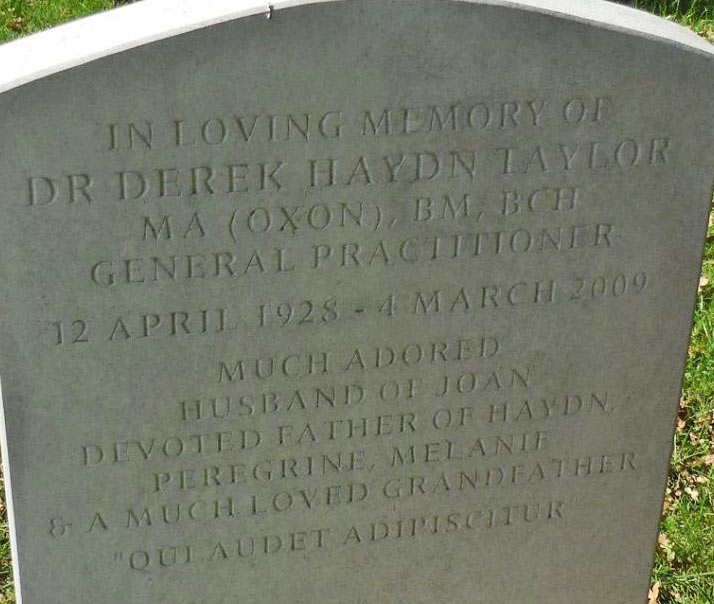 IN LOVING MEMORY OF
DR DEREK HAYDN TAYLOR
MA (OXON), BM, BCH
GENERAL PRACTITIONER
12 APRIL 1928 - 4 MARCH 2009
MUCH ADORED
HUSBAND OF JOAN
DEVOTED FATHER OF HAYDN,
PEREGRINE, MELANIE
& A MUCH LOVED GRANDFATHER
"QUI AUDET ADIPISCITUR"